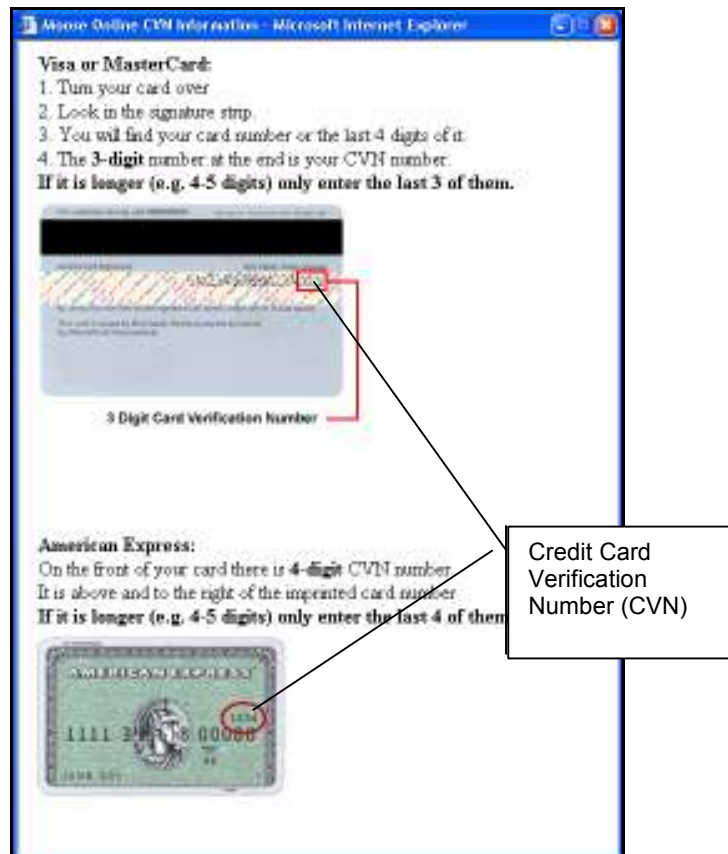 Moose Online CVN Information - Microsoft Internet Explorer
Visa or MasterCard:
1. Turn your card over
2. Look in the signature strip.
3. You will find your card number or the last 4 digits of it.
4. The 3-digit number at the end is your CVN number.
If it is longer (e.g. 4-5 digits) only enter the last 3 of them.
3 Digit Card Verification Number
American Express:
On the front of your card there is 4-digit CVN number
It is above and to the right of the imprinted card number
If it is longer (e.g. 4-5 digits) only enter the last 4 of them
Credit Card
Verification
Number (CVN)
AMERICAN EXPRESS
1111